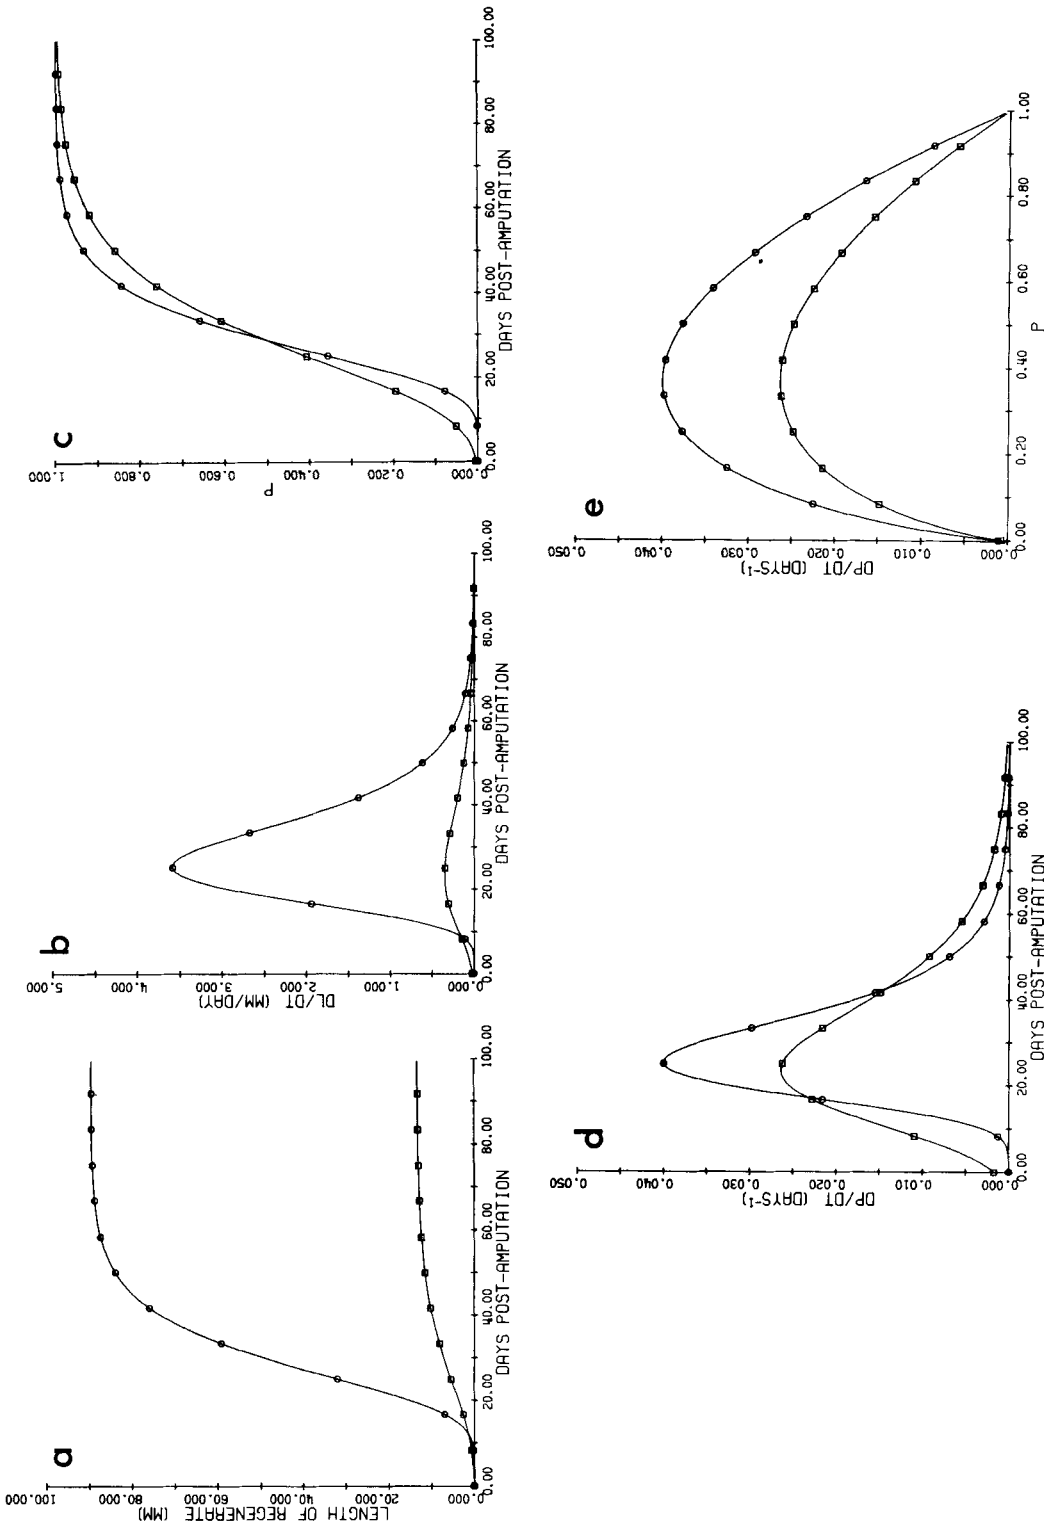 a
LENGTH OF REGENERATE (MM)
100.000
80.000
60.000
40.000
20.000
0.000
0.00 20.00 40.00 60.00 80.00 100.00
DAYS POST-AMPUTATION
b
DL/DT (MM/DAY)
5.000
4.000
3.000
2.000
1.000
0.000
0.00 20.00 40.00 60.00 80.00 100.00
DAYS POST-AMPUTATION
c
P
1.000
0.800
0.600
0.400
0.200
0.000
0.00 20.00 40.00 60.00 80.00 100.00
DAYS POST-AMPUTATION
d
DP/DT (DAYS⁻¹)
0.050
0.040
0.030
0.020
0.010
0.000
0.00 20.00 40.00 60.00 80.00 100.00
DAYS POST-AMPUTATION
e
DP/DT (DAYS⁻¹)
0.050
0.040
0.030
0.020
0.010
0.000
0.00 0.20 0.40 0.60 0.80 1.00
P